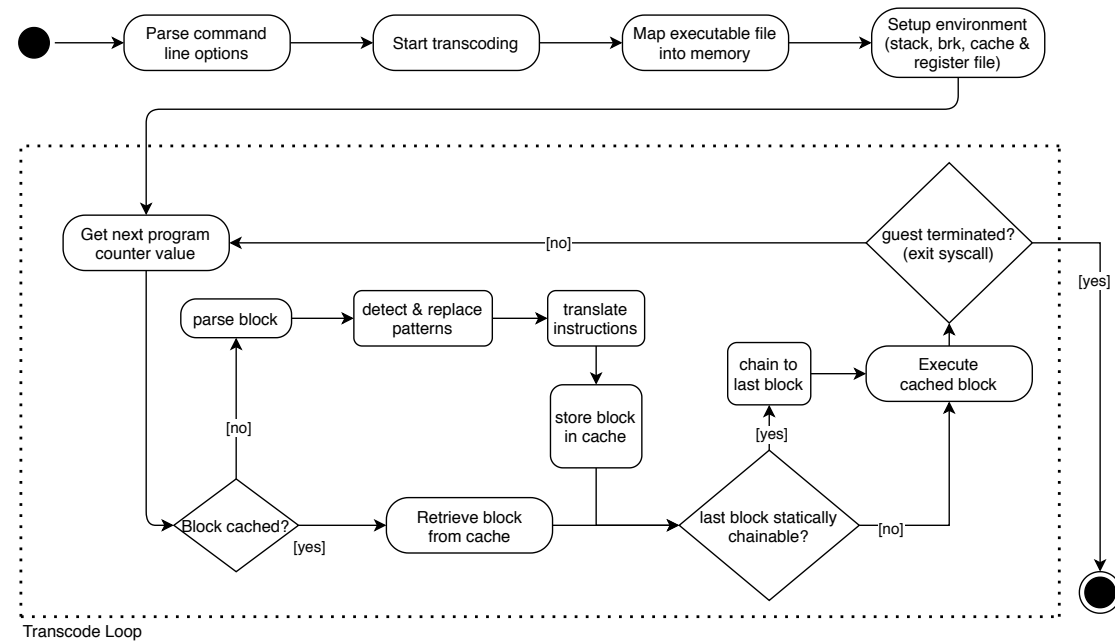 Parse command
line options
Start transcoding
Map executable file
into memory
Setup environment
(stack, brk, cache &
register file)
Get next program
counter value
[no]
guest terminated?
(exit syscall)
[yes]
parse block
detect & replace
patterns
translate
instructions
chain to
last block
Execute
cached block
store block
in cache
[no]
[yes]
Block cached?
[yes]
Retrieve block
from cache
last block statically
chainable?
[no]
Transcode Loop